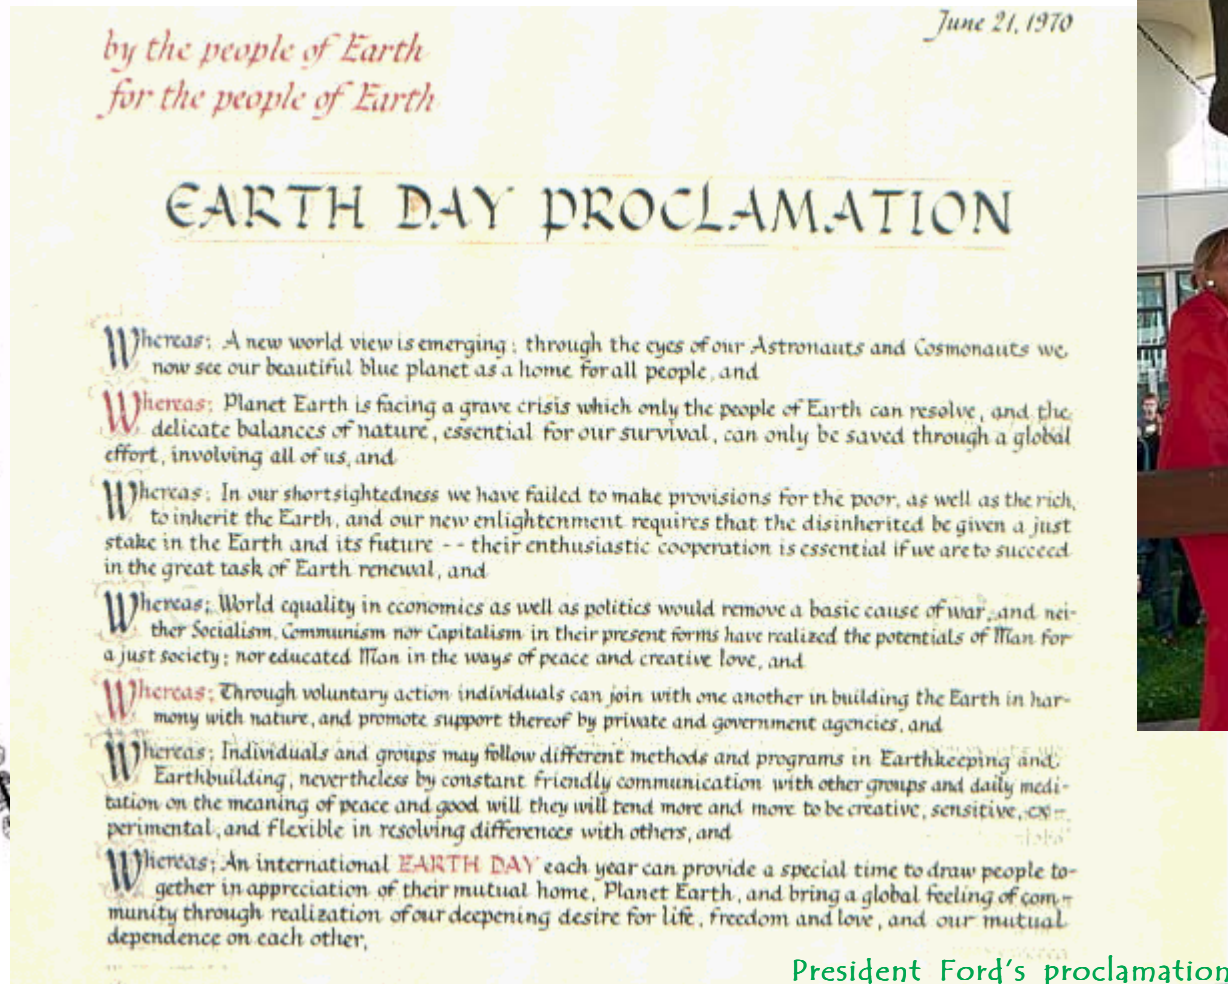 June 21, 1970
by the people of Earth
for the people of Earth
EARTH DAY PROCLAMATION
Whereas: A new world view is emerging; through the eyes of our Astronauts and Cosmonauts we
now see our beautiful blue planet as a home for all people, and
Whereas: Planet Earth is facing a grave crisis which only the people of Earth can resolve, and the
delicate balances of nature, essential for our survival, can only be saved through a global
effort, involving all of us, and
Whereas: In our shortsightedness we have failed to make provisions for the poor, as well as the rich,
to inherit the Earth, and our new enlightenment requires that the disinherited be given a just
stake in the Earth and its future -- their enthusiastic cooperation is essential if we are to succeed
in the great task of Earth renewal, and
Whereas: World equality in economics as well as politics would remove a basic cause of war, and nei-
ther Socialism, Communism nor Capitalism in their present forms have realized the potentials of Man for
a just society; nor educated Man in the ways of peace and creative love, and
Whereas: Through voluntary action individuals can join with one another in building the Earth in har-
mony with nature, and promote support thereof by private and government agencies, and
Whereas: Individuals and groups may follow different methods and programs in Earthkeeping and
Earthbuilding, nevertheless by constant friendly communication with other groups and daily medi-
tation on the meaning of peace and good will they will tend more and more to be creative, sensitive, ex-
perimental, and flexible in resolving differences with others, and
Whereas: An international EARTH DAY each year can provide a special time to draw people to-
gether in appreciation of their mutual home, Planet Earth, and bring a global feeling of com-
munity through realization of our deepening desire for life, freedom and love, and our mutual
dependence on each other,
President Ford's proclamation